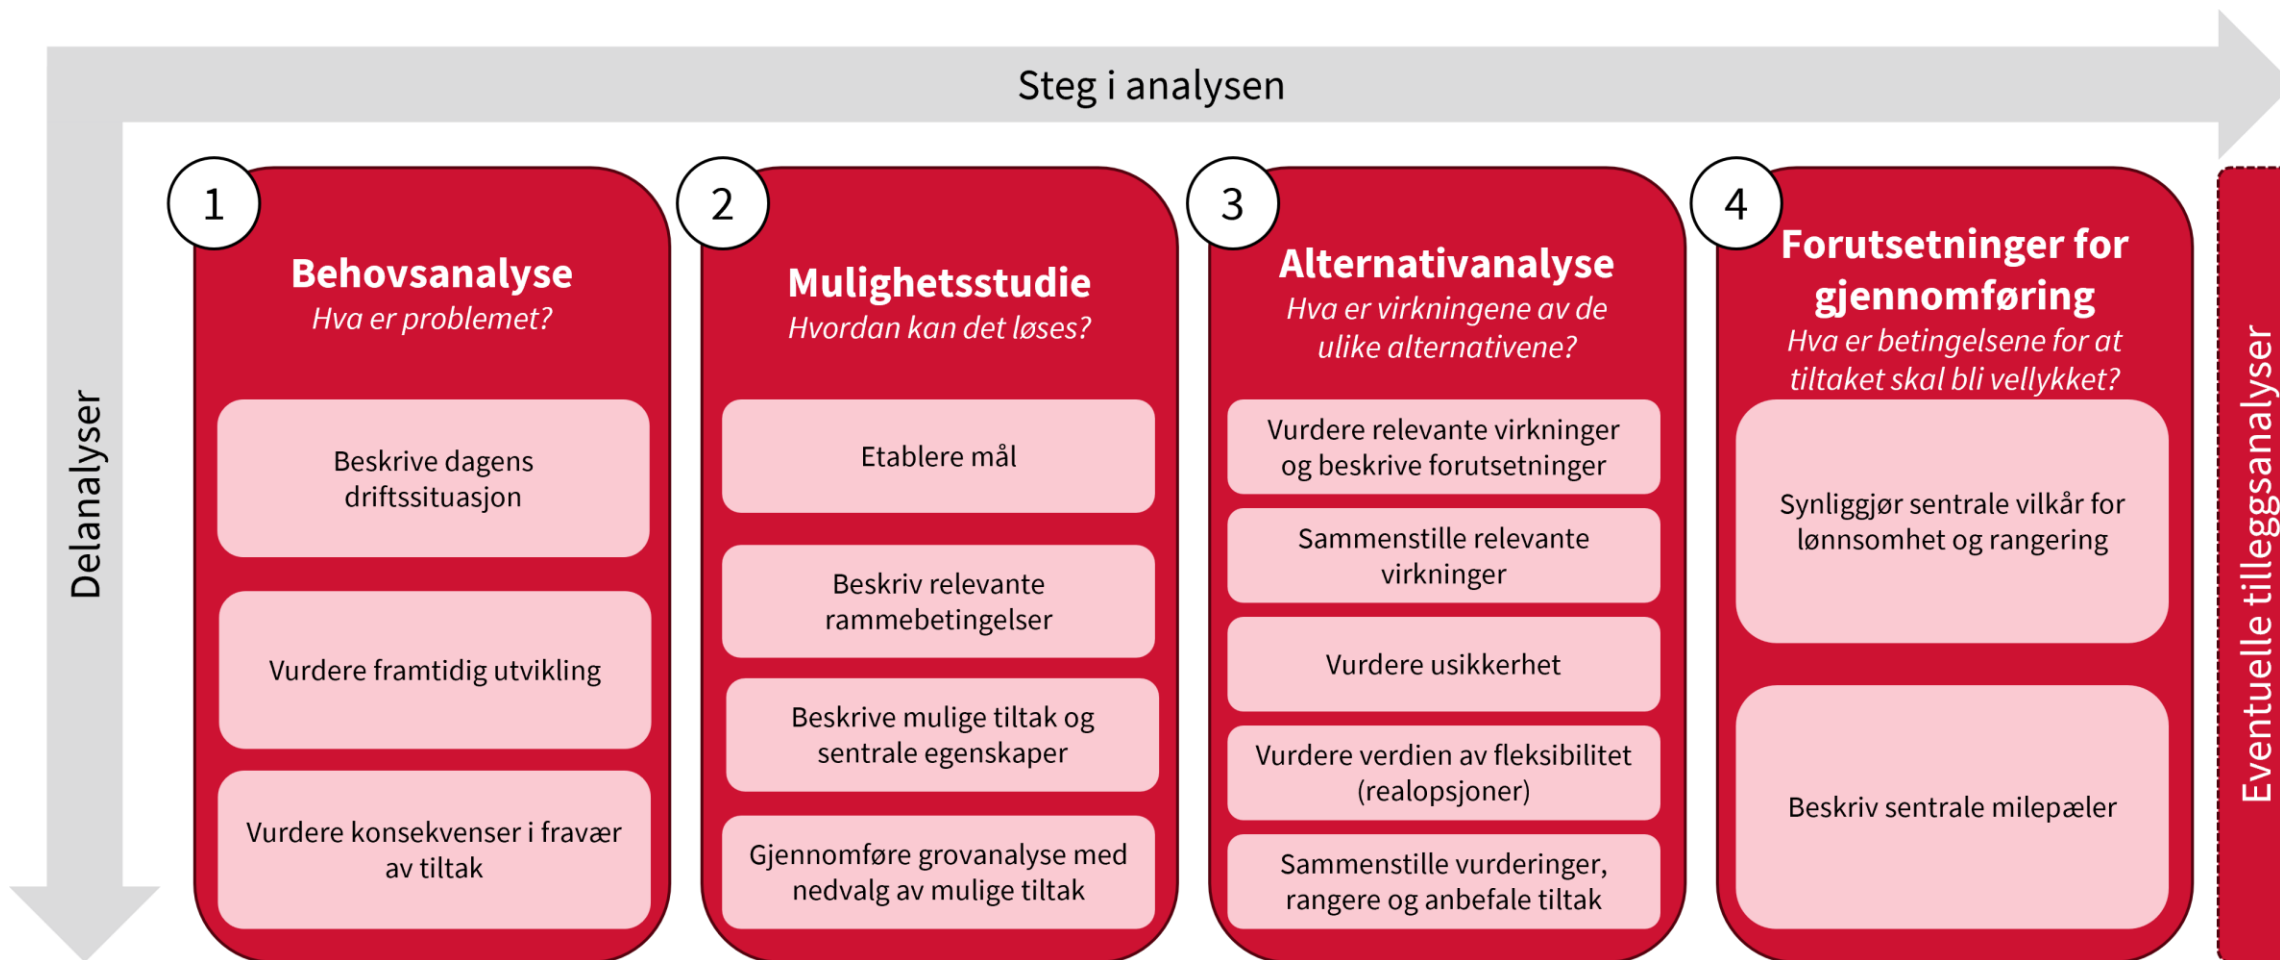 Steg i analysen
Delanalyser
1
Behovsanalyse
Hva er problemet?
Beskrive dagens
driftssituasjon
Vurdere framtidig utvikling
Vurdere konsekvenser i fravær
av tiltak
2
Mulighetsstudie
Hvordan kan det løses?
Etablere mål
Beskriv relevante
rammebetingelser
Beskrive mulige tiltak og
sentrale egenskaper
Gjennomføre grovanalyse med
nedvalg av mulige tiltak
3
Alternativanalyse
Hva er virkningene av de
ulike alternativene?
Vurdere relevante virkninger
og beskrive forutsetninger
Sammenstille relevante
virkninger
Vurdere usikkerhet
Vurdere verdien av fleksibilitet
(realopsjoner)
Sammenstille vurderinger,
rangere og anbefale tiltak
4
Forutsetninger for
gjennomføring
Hva er betingelsene for at
tiltaket skal bli vellykket?
Synliggjør sentrale vilkår for
lønnsomhet og rangering
Beskriv sentrale milepæler
Eventuelle tilleggsanalyser